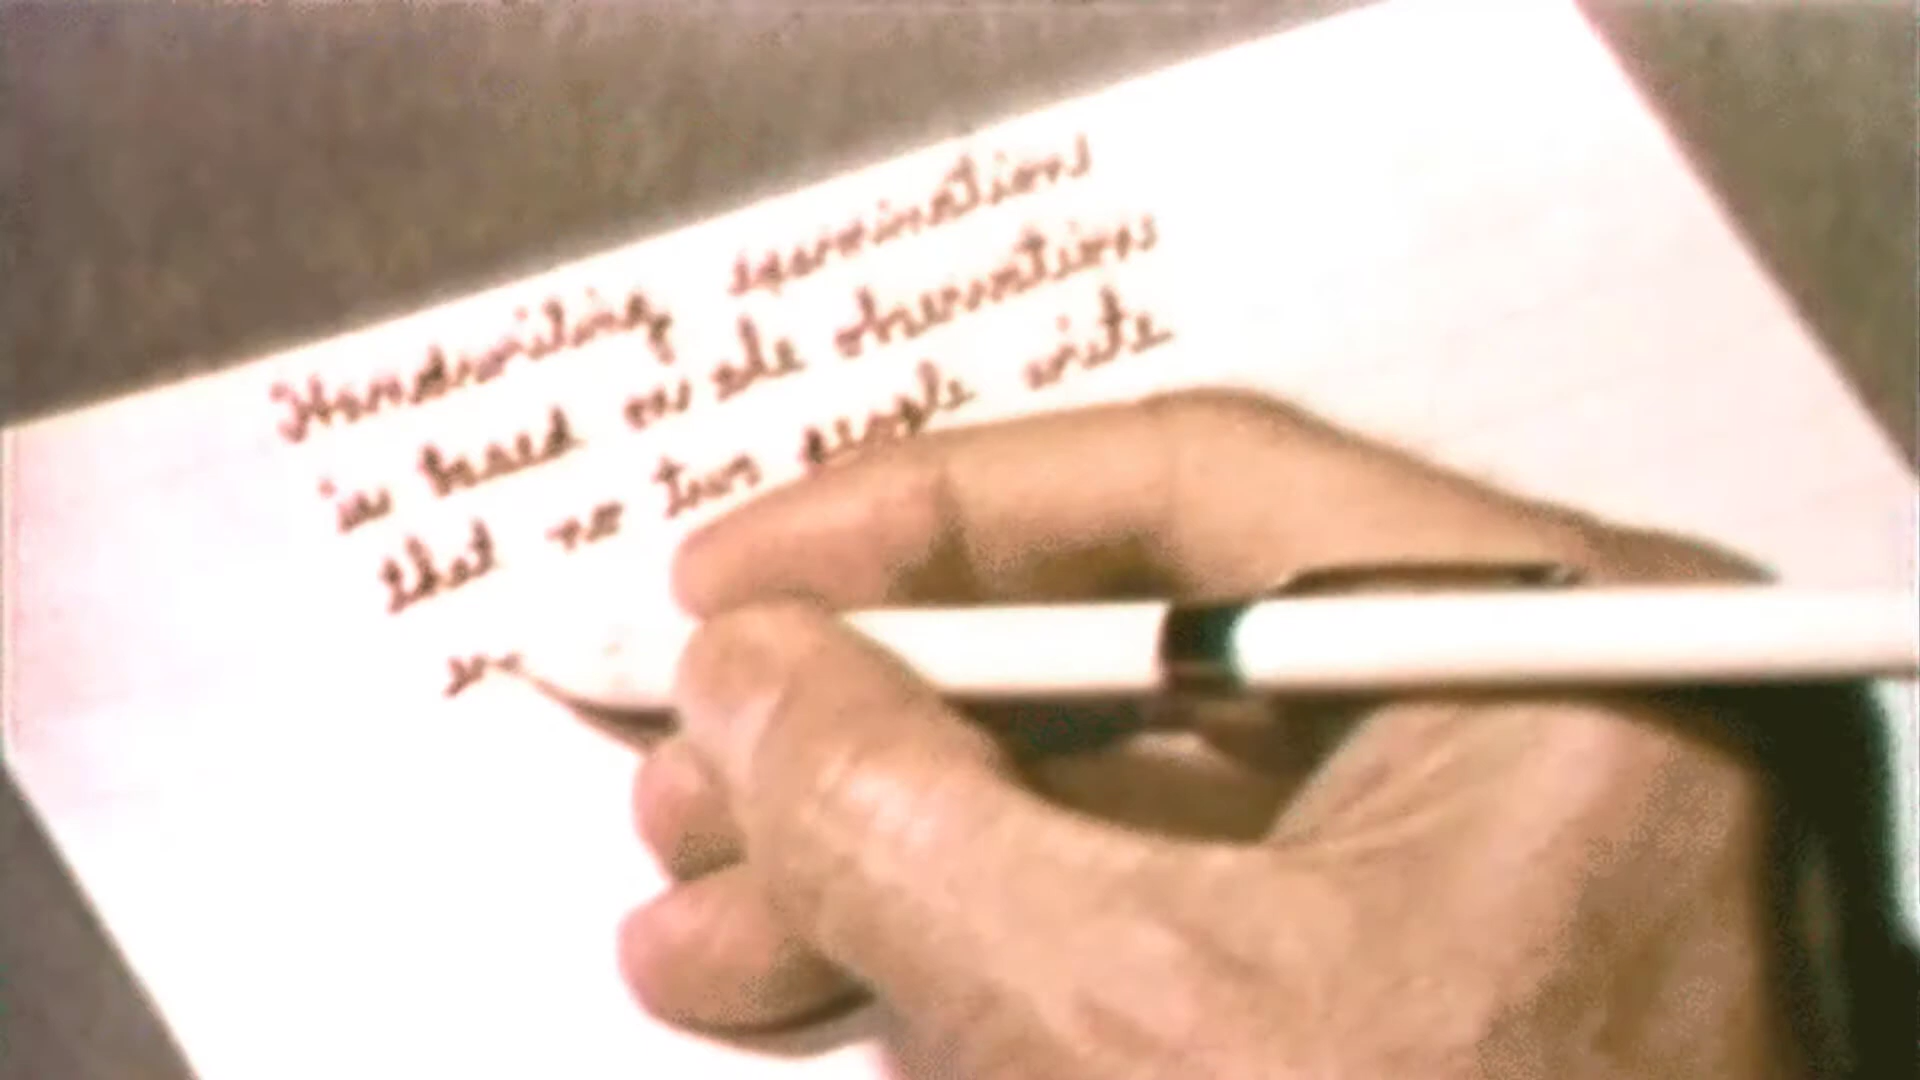 Handwriting examinations
is based on the observations
that no two people write